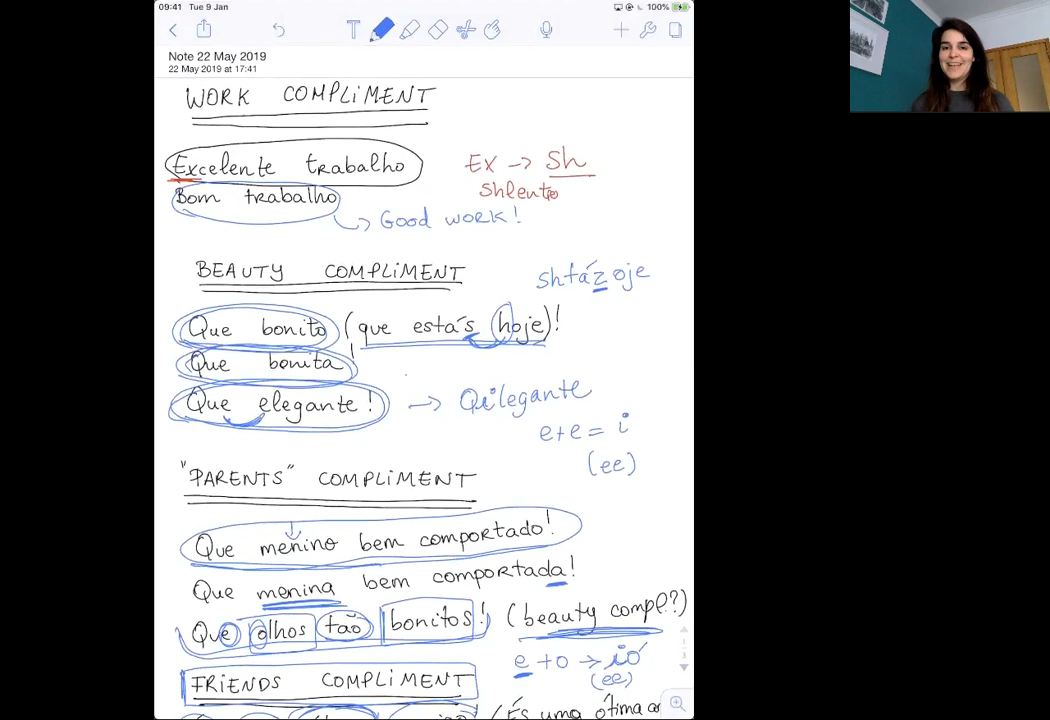 09:41 Tue 9 Jan 100%
T
Note 22 May 2019
22 May 2019 at 17:41
WORK COMPLIMENT
Excelente trabalho Ex -> sh
shlente
Bom trabalho
-> Good work!
BEAUTY COMPLIMENT
shtázoje
Que bonito (que estás hoje)!
Que bonita!
Que elegante! -> Quilegante
e+e = i
(ee)
"PARENTS" COMPLIMENT
Que menino bem comportado!
Que menina bem comportada!
Que olhos tão bonitos! (beauty compl??)
e+o -> ió
(ee)
FRIENDS COMPLIMENT
(És uma ótima